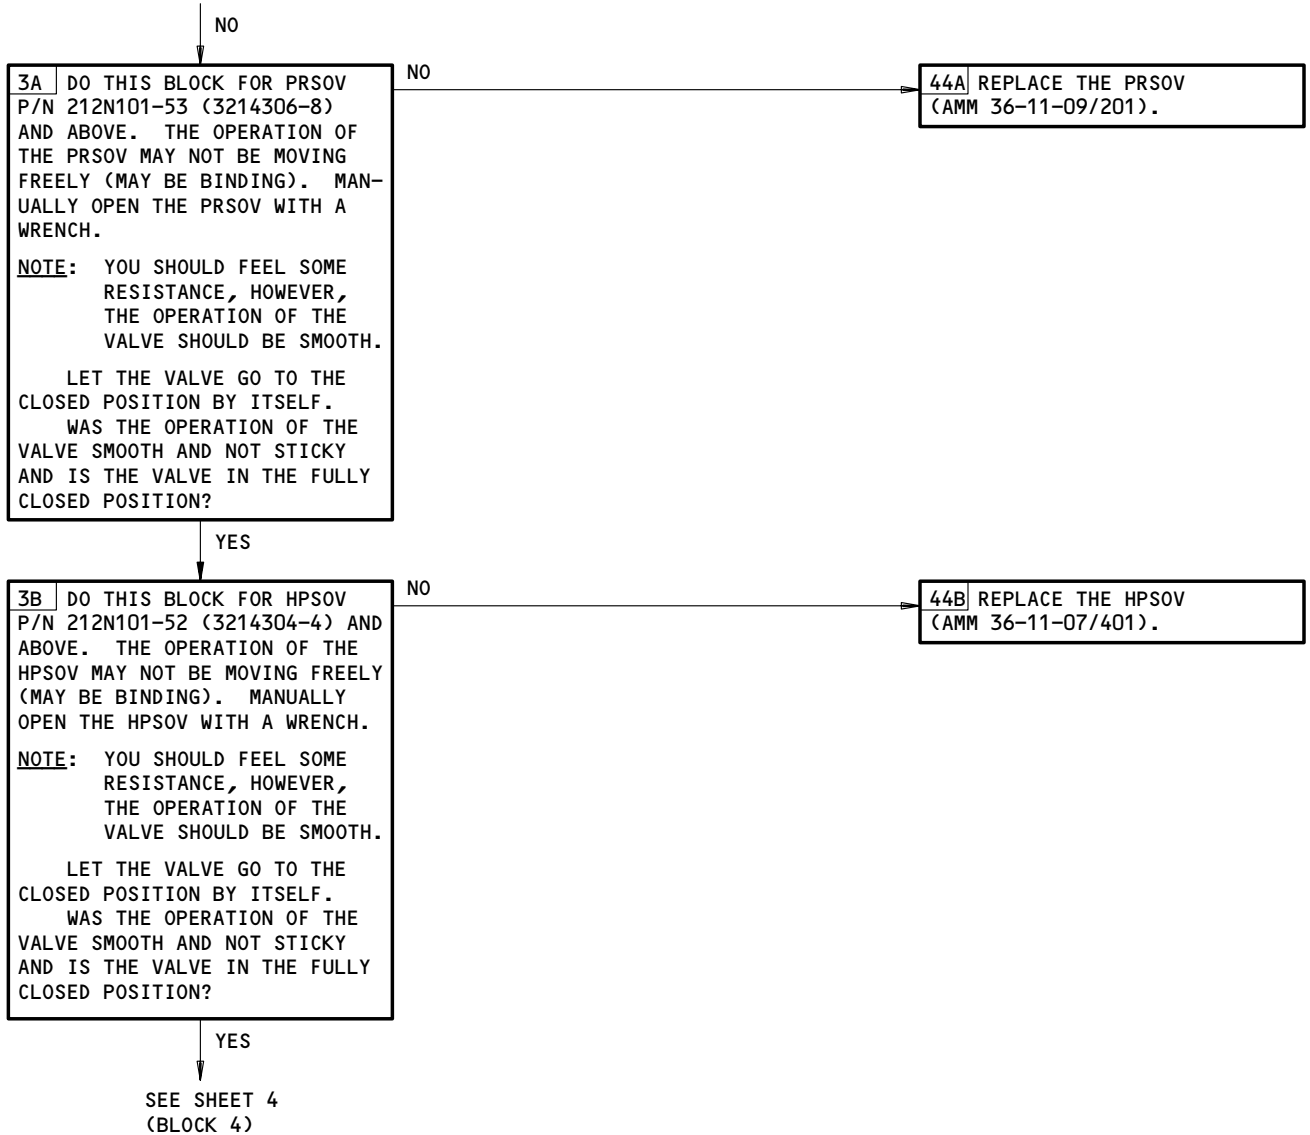 NO
3A DO THIS BLOCK FOR PRSOV
P/N 212N101-53 (3214306-8)
AND ABOVE. THE OPERATION OF
THE PRSOV MAY NOT BE MOVING
FREELY (MAY BE BINDING). MAN-
UALLY OPEN THE PRSOV WITH A
WRENCH.
NOTE: YOU SHOULD FEEL SOME
RESISTANCE, HOWEVER,
THE OPERATION OF THE
VALVE SHOULD BE SMOOTH.
LET THE VALVE GO TO THE
CLOSED POSITION BY ITSELF.
WAS THE OPERATION OF THE
VALVE SMOOTH AND NOT STICKY
AND IS THE VALVE IN THE FULLY
CLOSED POSITION?
NO
44A REPLACE THE PRSOV
(AMM 36-11-09/201).
YES
3B DO THIS BLOCK FOR HPSOV
P/N 212N101-52 (3214304-4) AND
ABOVE. THE OPERATION OF THE
HPSOV MAY NOT BE MOVING FREELY
(MAY BE BINDING). MANUALLY
OPEN THE HPSOV WITH A WRENCH.
NOTE: YOU SHOULD FEEL SOME
RESISTANCE, HOWEVER,
THE OPERATION OF THE
VALVE SHOULD BE SMOOTH.
LET THE VALVE GO TO THE
CLOSED POSITION BY ITSELF.
WAS THE OPERATION OF THE
VALVE SMOOTH AND NOT STICKY
AND IS THE VALVE IN THE FULLY
CLOSED POSITION?
NO
44B REPLACE THE HPSOV
(AMM 36-11-07/401).
YES
SEE SHEET 4
(BLOCK 4)